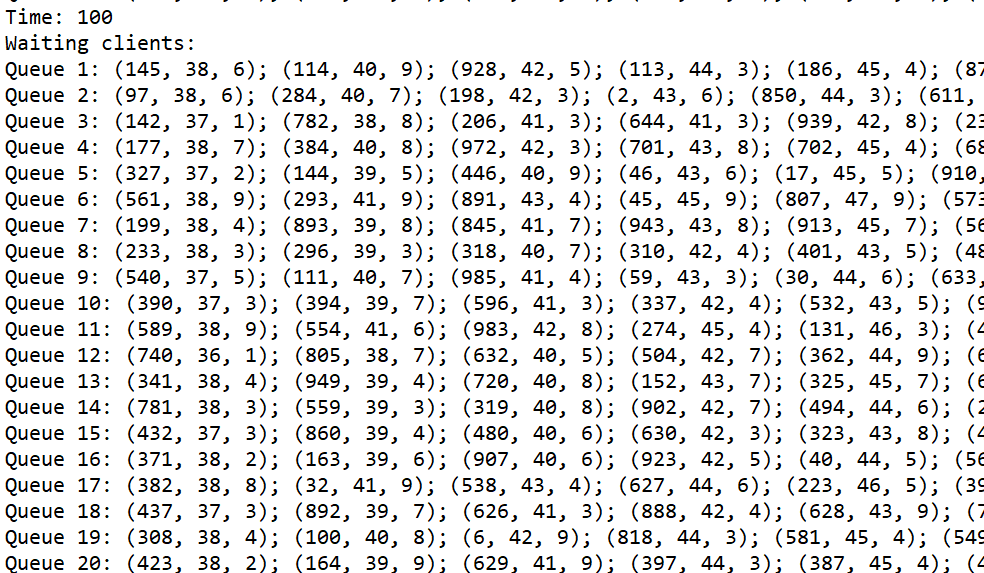 Time: 100
Waiting clients:
Queue 1: (145, 38, 6); (114, 40, 9); (928, 42, 5); (113, 44, 3); (186, 45, 4); (87
Queue 2: (97, 38, 6); (284, 40, 7); (198, 42, 3); (2, 43, 6); (850, 44, 3); (611,
Queue 3: (142, 37, 1); (782, 38, 8); (206, 41, 3); (644, 41, 3); (939, 42, 8); (23
Queue 4: (177, 38, 7); (384, 40, 8); (972, 42, 3); (701, 43, 8); (702, 45, 4); (68
Queue 5: (327, 37, 2); (144, 39, 5); (446, 40, 9); (46, 43, 6); (17, 45, 5); (910,
Queue 6: (561, 38, 9); (293, 41, 9); (891, 43, 4); (45, 45, 9); (807, 47, 9); (573
Queue 7: (199, 38, 4); (893, 39, 8); (845, 41, 7); (943, 43, 8); (913, 45, 7); (56
Queue 8: (233, 38, 3); (296, 39, 3); (318, 40, 7); (310, 42, 4); (401, 43, 5); (48
Queue 9: (540, 37, 5); (111, 40, 7); (985, 41, 4); (59, 43, 3); (30, 44, 6); (633,
Queue 10: (390, 37, 3); (394, 39, 7); (596, 41, 3); (337, 42, 4); (532, 43, 5); (9
Queue 11: (589, 38, 9); (554, 41, 6); (983, 42, 8); (274, 45, 4); (131, 46, 3); (4
Queue 12: (740, 36, 1); (805, 38, 7); (632, 40, 5); (504, 42, 7); (362, 44, 9); (6
Queue 13: (341, 38, 4); (949, 39, 4); (720, 40, 8); (152, 43, 7); (325, 45, 7); (6
Queue 14: (781, 38, 3); (559, 39, 3); (319, 40, 8); (902, 42, 7); (494, 44, 6); (2
Queue 15: (432, 37, 3); (860, 39, 4); (480, 40, 6); (630, 42, 3); (323, 43, 8); (4
Queue 16: (371, 38, 2); (163, 39, 6); (907, 40, 6); (923, 42, 5); (40, 44, 5); (56
Queue 17: (382, 38, 8); (32, 41, 9); (538, 43, 4); (627, 44, 6); (223, 46, 5); (39
Queue 18: (437, 37, 3); (892, 39, 7); (626, 41, 3); (888, 42, 4); (628, 43, 9); (7
Queue 19: (308, 38, 4); (100, 40, 8); (6, 42, 9); (818, 44, 3); (581, 45, 4); (549
Queue 20: (423, 38, 2); (164, 39, 9); (629, 41, 9); (397, 44, 3); (387, 45, 4); (4